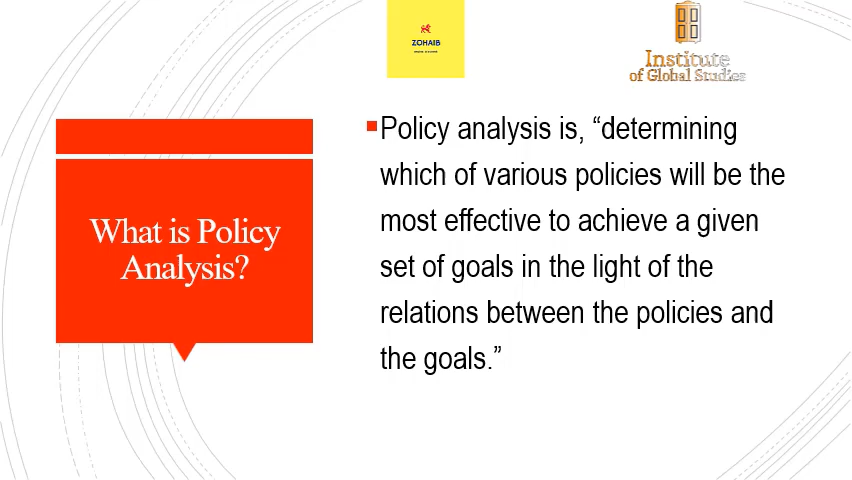 ZOHAIB
Institute
of Global Studies
What is Policy
Analysis?
Policy analysis is, “determining
which of various policies will be the
most effective to achieve a given
set of goals in the light of the
relations between the policies and
the goals.”